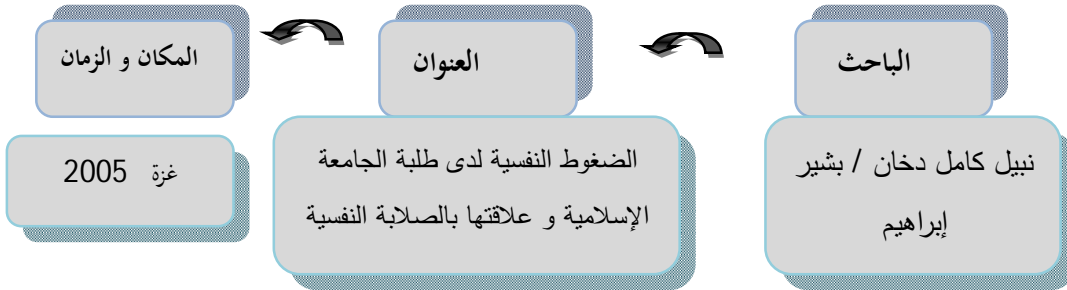 الباحث
العنوان
المكان و الزمان
نبيل كامل دخان / بشير
إبراهيم
الضغوط النفسية لدى طلبة الجامعة
الإسلامية و علاقتها بالصلابة النفسية
غزة 2005